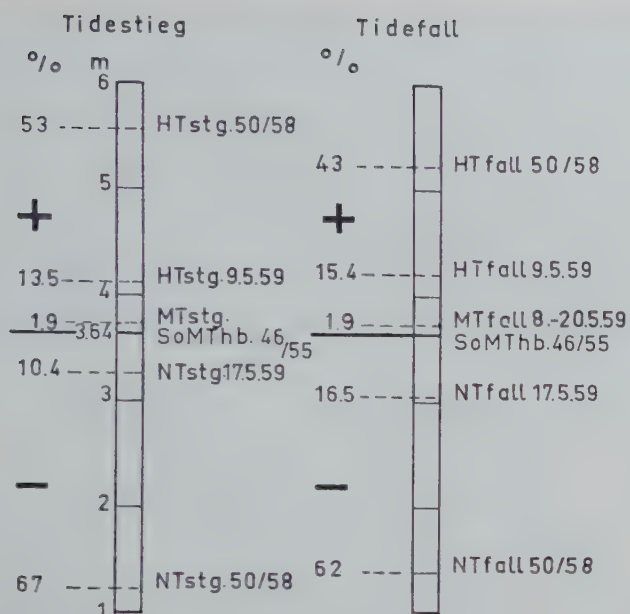 Tidestieg
% m
6
53 HTstg. 50/58
5
+
13.5 HTstg. 9.5.59
4
1.9 MTstg.
3.64 SoMThb. 46/55
10.4 NTstg. 17.5.59
3
−
2
67 NTstg. 50/58
1
Tidefall
%
43 HTfall 50/58
+
15.4 HTfall 9.5.59
1.9 MTfall 8.-20.5.59
SoMThb. 46/55
16.5 NTfall 17.5.59
−
62 NTfall 50/58